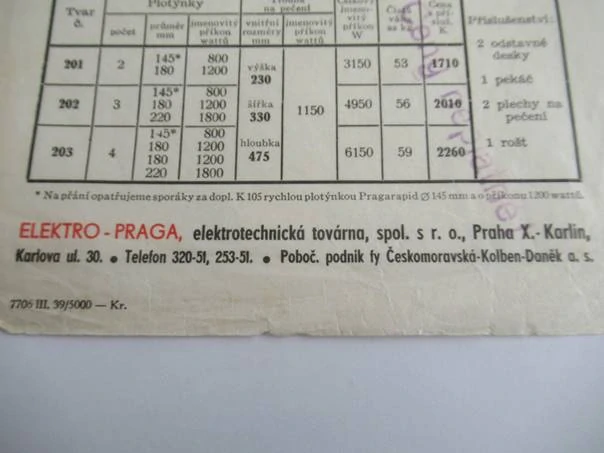 Tvar č.
Plotýnky
počet
průměr mm
jmenovitý příkon wattů
na pečení
vnitřní rozměry mm
jmenovitý příkon wattů
jmeno-
vitý
příkon
W
váha
kg
Cena
K
201 2 145* 800 3150 53 1710
180 1200
výška
230
202 3 145* 800 4950 56 2010
180 1200
220 1800
šířka
330
1150
203 4 145* 800 6150 59 2260
180 1200
180 1200
220 1800
hloubka
475
Příslušenství:
2 odstavné
desky
1 pekáč
2 plechy na
pečení
1 rošt
* Na přání opatřujeme sporáky za dopl. K 105 rychlou plotýnkou Pragarapid Ø 145 mm a o příkonu 1200 wattů.
ELEKTRO-PRAGA, elektrotechnická továrna, spol. s r. o., Praha X.-Karlin,
Karlova ul. 30. • Telefon 320-51, 253-51. • Poboč. podnik fy Českomoravská-Kolben-Daněk a. s.
7706 III. 39/5000 — Kr.